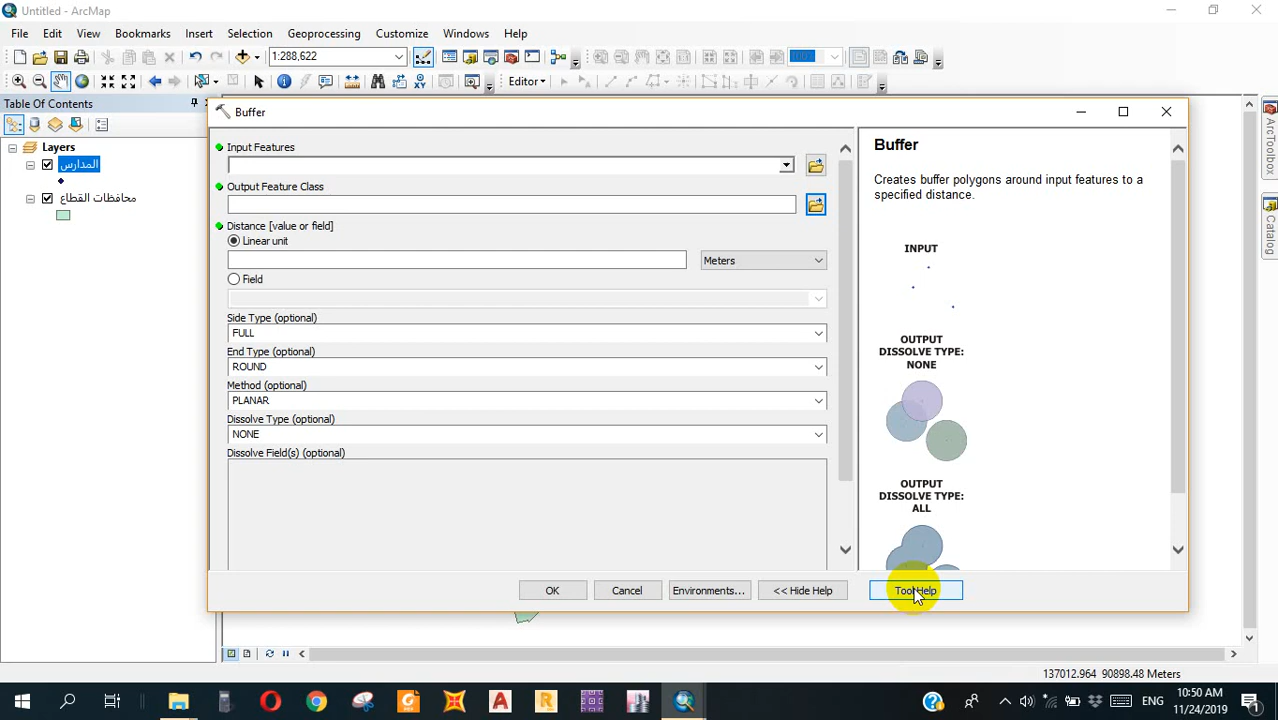 Untitled - ArcMap
File Edit View Bookmarks Insert Selection Geoprocessing Customize Windows Help
1:288,622
Editor
Table Of Contents
Layers
المدارس
محافظات القطاع
Buffer
Input Features
Output Feature Class
Distance [value or field]
Linear unit
Meters
Field
Side Type (optional)
FULL
End Type (optional)
ROUND
Method (optional)
PLANAR
Dissolve Type (optional)
NONE
Dissolve Field(s) (optional)
Buffer
Creates buffer polygons around input features to a
specified distance.
INPUT
OUTPUT
DISSOLVE TYPE:
NONE
OUTPUT
DISSOLVE TYPE:
ALL
OK Cancel Environments... << Hide Help Tool Help
ArcToolbox
Catalog
137012.964 90898.48 Meters
ENG
10:50 AM
11/24/2019